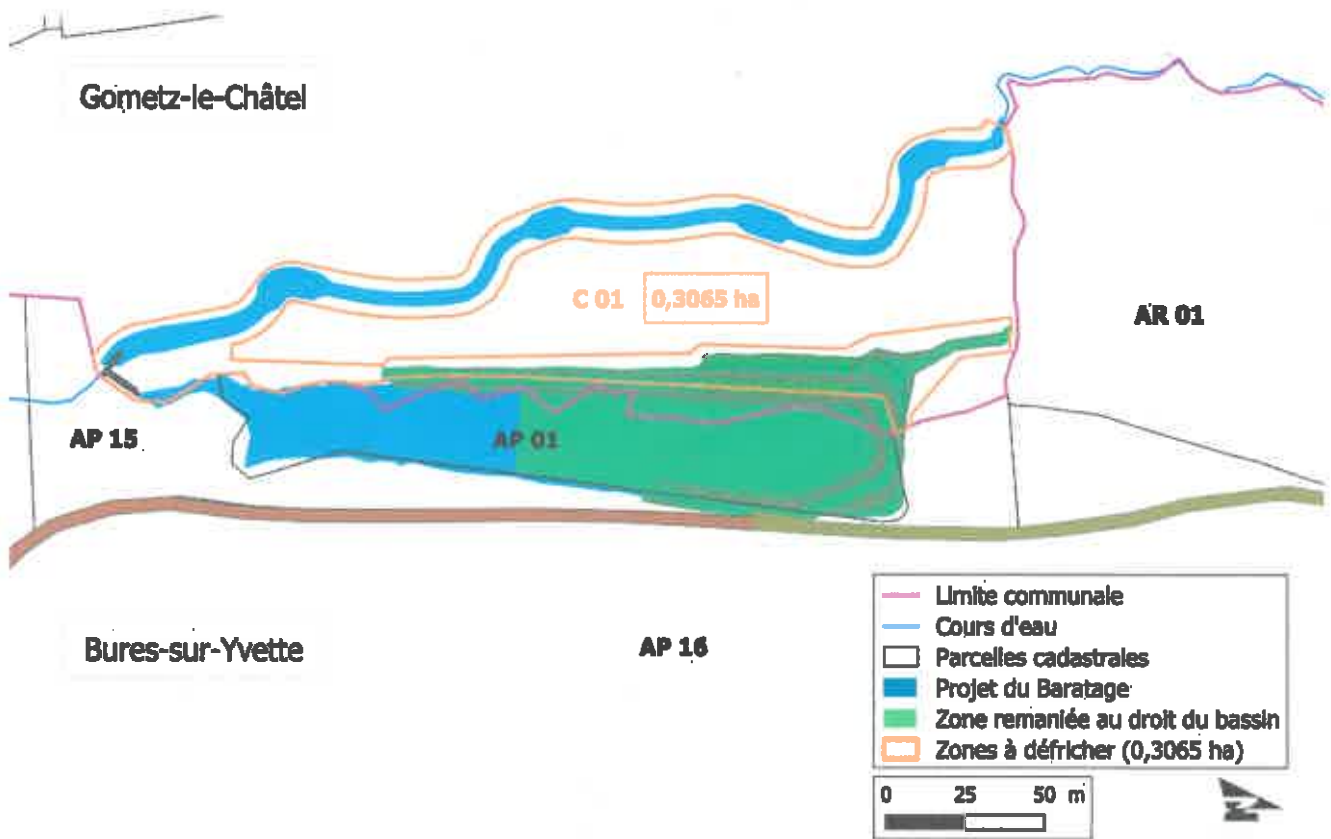 Gometz-le-Châtel
C 01 0,3065 ha
AR 01
AP 15
AP 01
Bures-sur-Yvette
AP 16
Limite communale
Cours d'eau
Parcelles cadastrales
Projet du Baratage
Zone remaniée au droit du bassin
Zones à défricher (0,3065 ha)
0 25 50 m